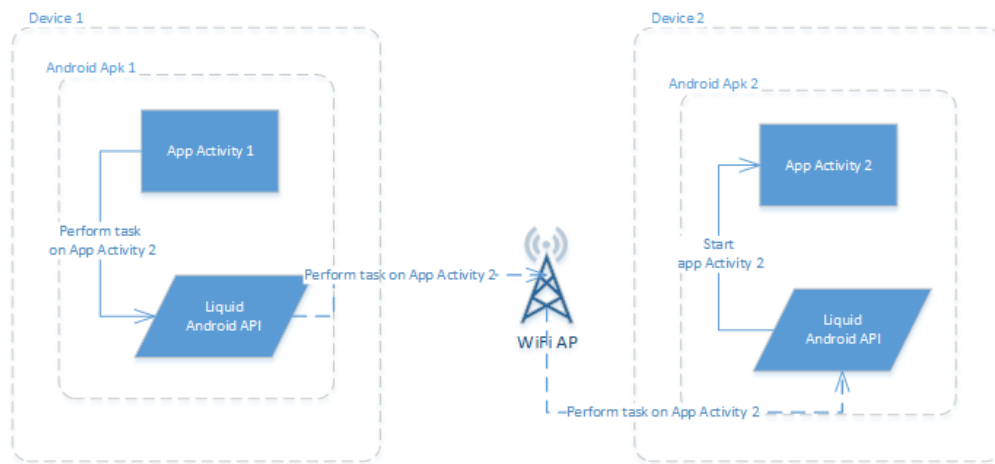 Device 1
Android Apk 1
App Activity 1
Perform task
on App Activity 2
Liquid
Android API
Perform task on App Activity 2
WiFi AP
Perform task on App Activity 2
Device 2
Android Apk 2
App Activity 2
Start
app Activity 2
Liquid
Android API